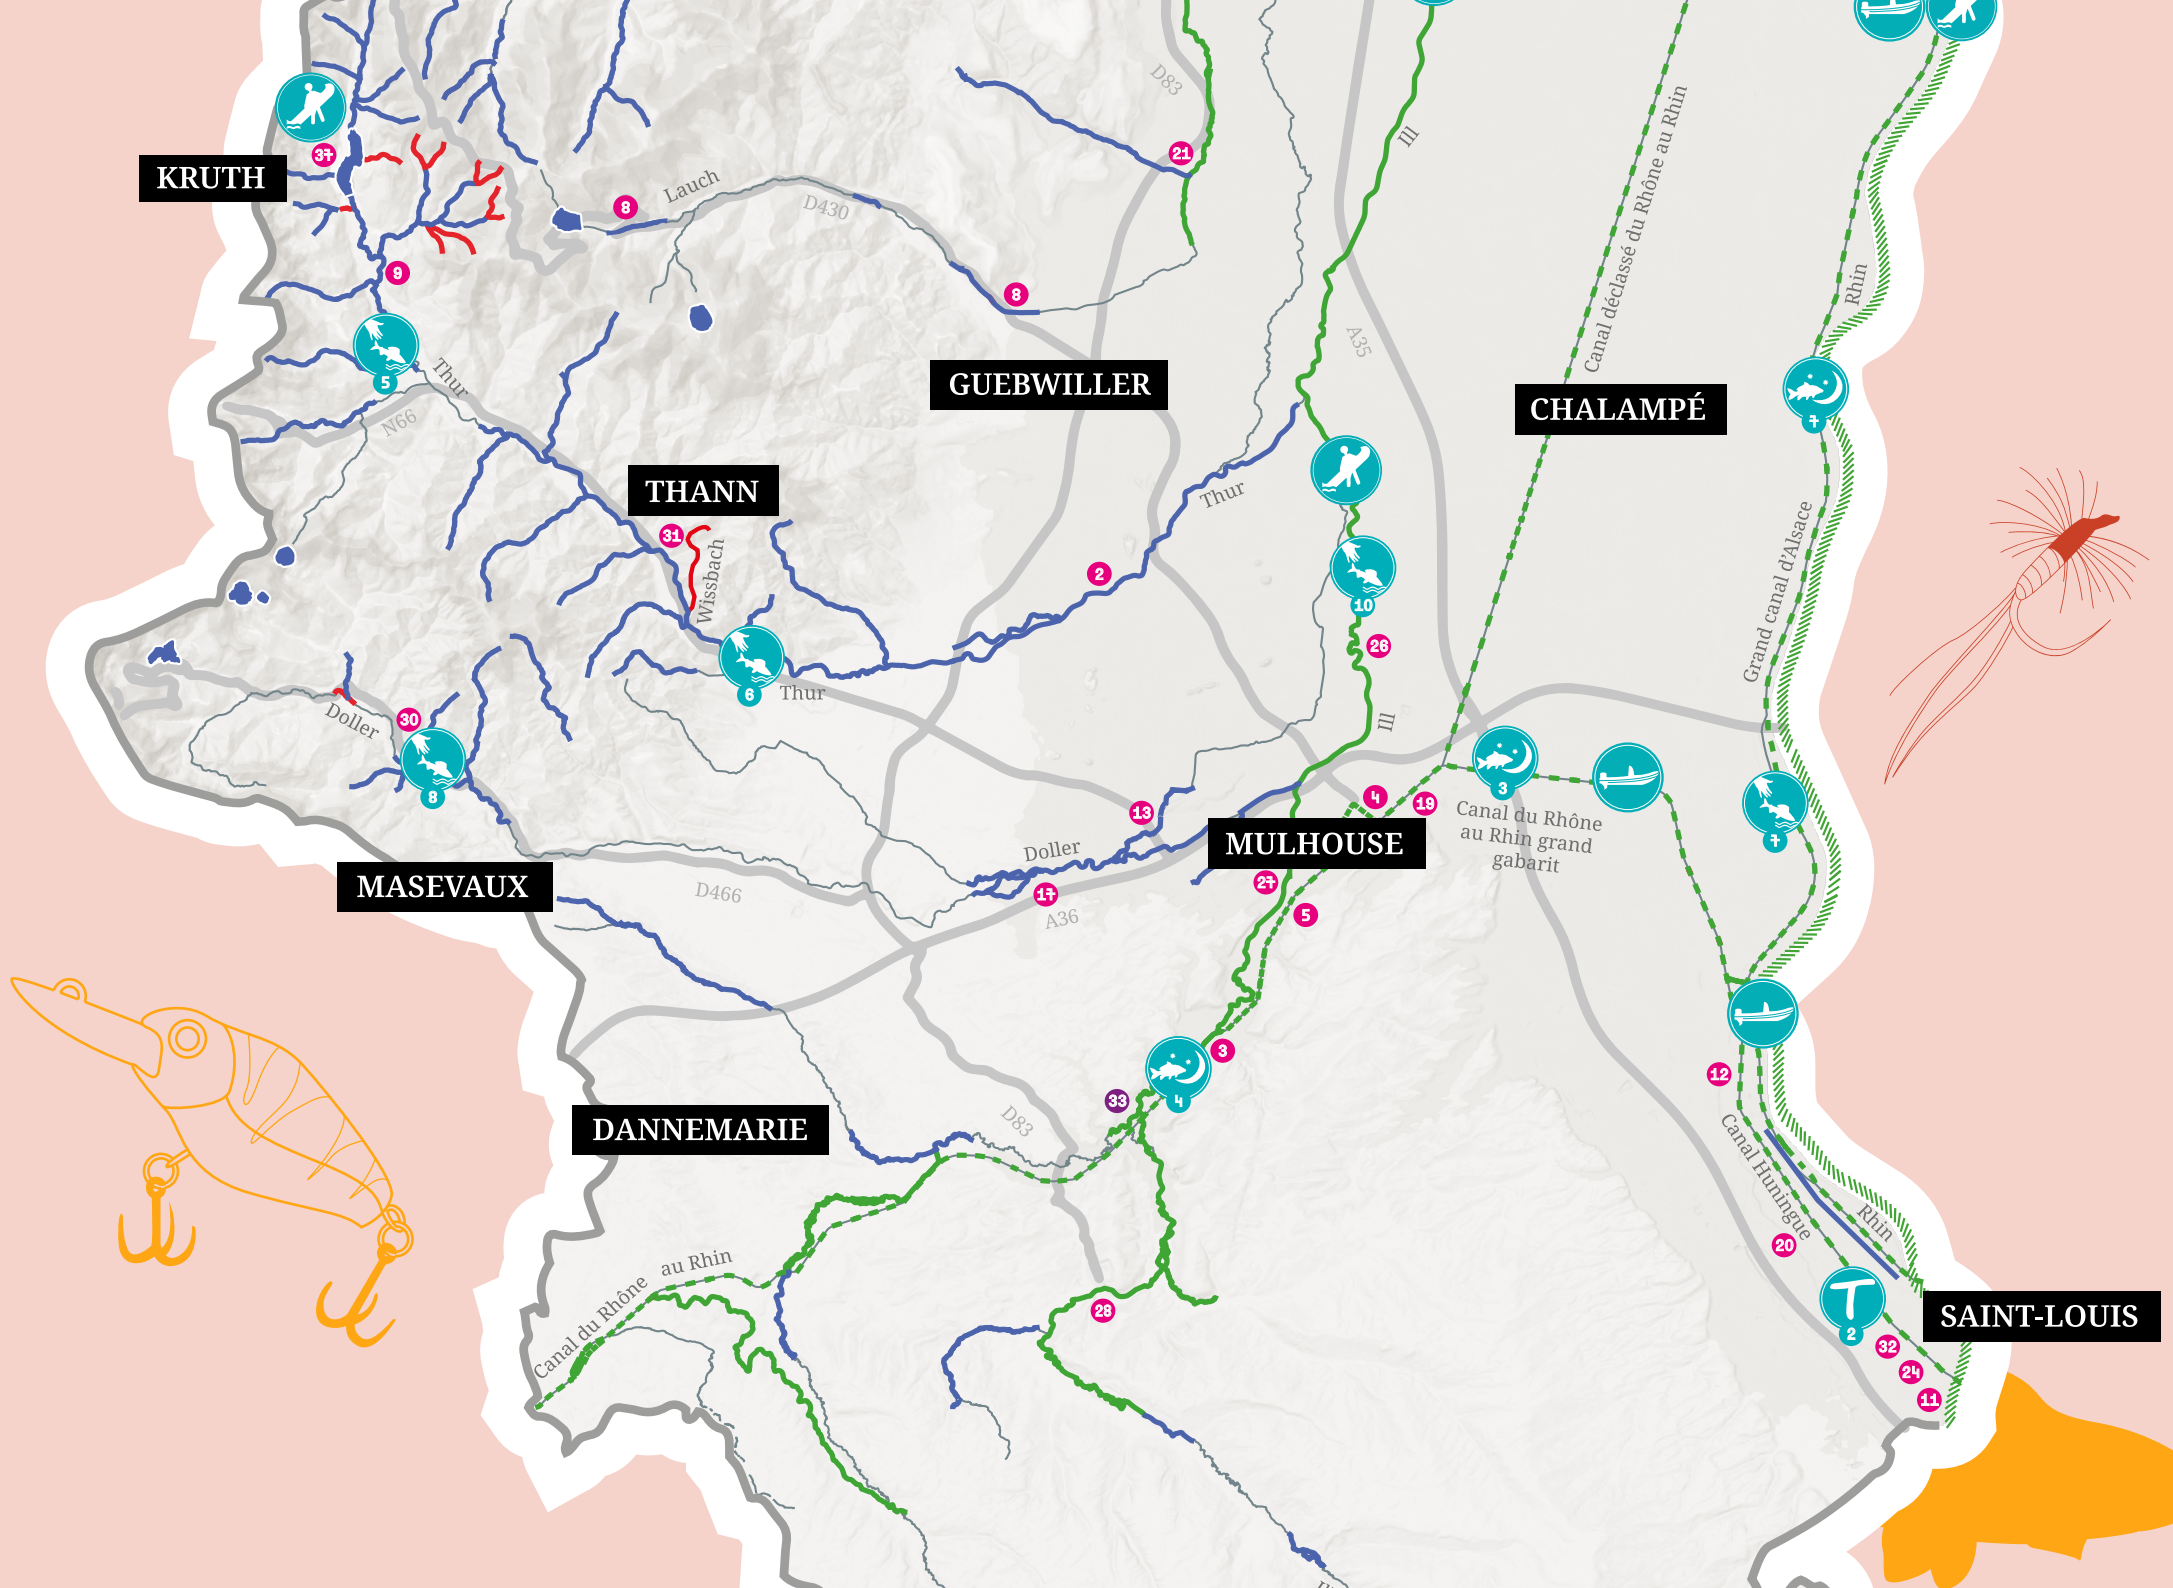 D83
Ill
21
37
KRUTH
8
Lauch
D430
Canal déclassé du Rhône au Rhin
Rhin
9
8
5
Thur
N66
GUEBWILLER
A35
CHALAMPÉ
7
THANN
31
Wissbach
Thur
2
10
26
Grand canal d'Alsace
6
Thur
Ill
30
Doller
8
13
4
19
3
Canal du Rhône
au Rhin grand
gabarit
7
MULHOUSE
Doller
17
A36
27
5
MASEVAUX
D466
3
33
4
12
D83
DANNEMARIE
Canal Huningue
20
Rhin
Canal du Rhône au Rhin
28
SAINT-LOUIS
2
32
24
11